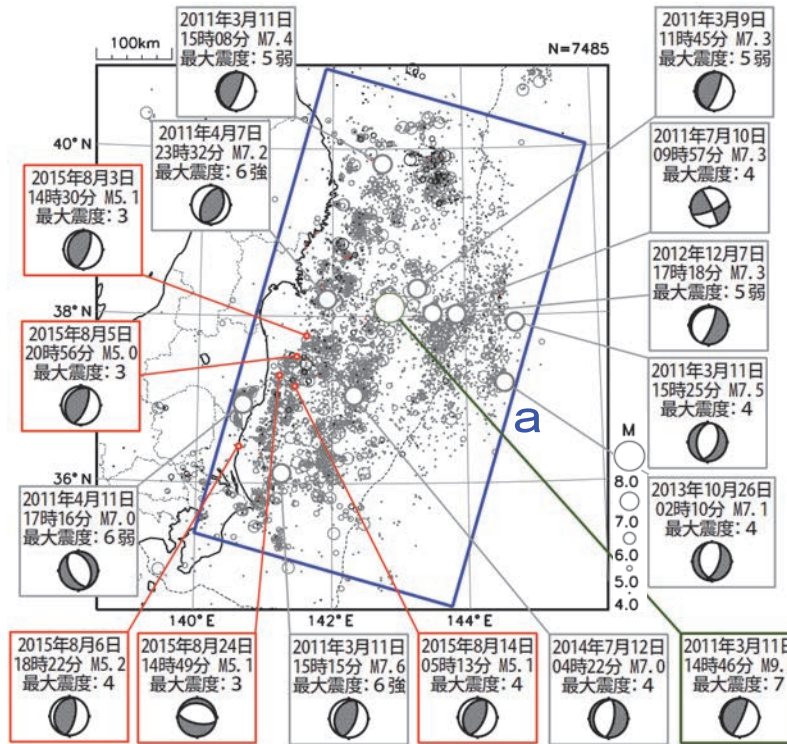 2011年3月11日
15時08分 M7.4
最大震度:5弱
2011年3月9日
11時45分 M7.3
最大震度:5弱
100km
N=7485
2011年4月7日
23時32分 M7.2
最大震度:6強
2011年7月10日
09時57分 M7.3
最大震度:4
40°N
2015年8月3日
14時30分 M5.1
最大震度:3
2012年12月7日
17時18分 M7.3
最大震度:5弱
38°N
2015年8月5日
20時56分 M5.0
最大震度:3
2011年3月11日
15時25分 M7.5
最大震度:4
a
M
8.0
7.0
6.0
5.0
4.0
36°N
2011年4月11日
17時16分 M7.0
最大震度:6弱
2013年10月26日
02時10分 M7.1
最大震度:4
140°E
142°E
144°E
2015年8月6日
18時22分 M5.2
最大震度:4
2015年8月24日
14時49分 M5.1
最大震度:3
2011年3月11日
15時15分 M7.6
最大震度:6強
2015年8月14日
05時13分 M5.1
最大震度:4
2014年7月12日
04時22分 M7.0
最大震度:4
2011年3月11日
14時46分 M9.
最大震度:7